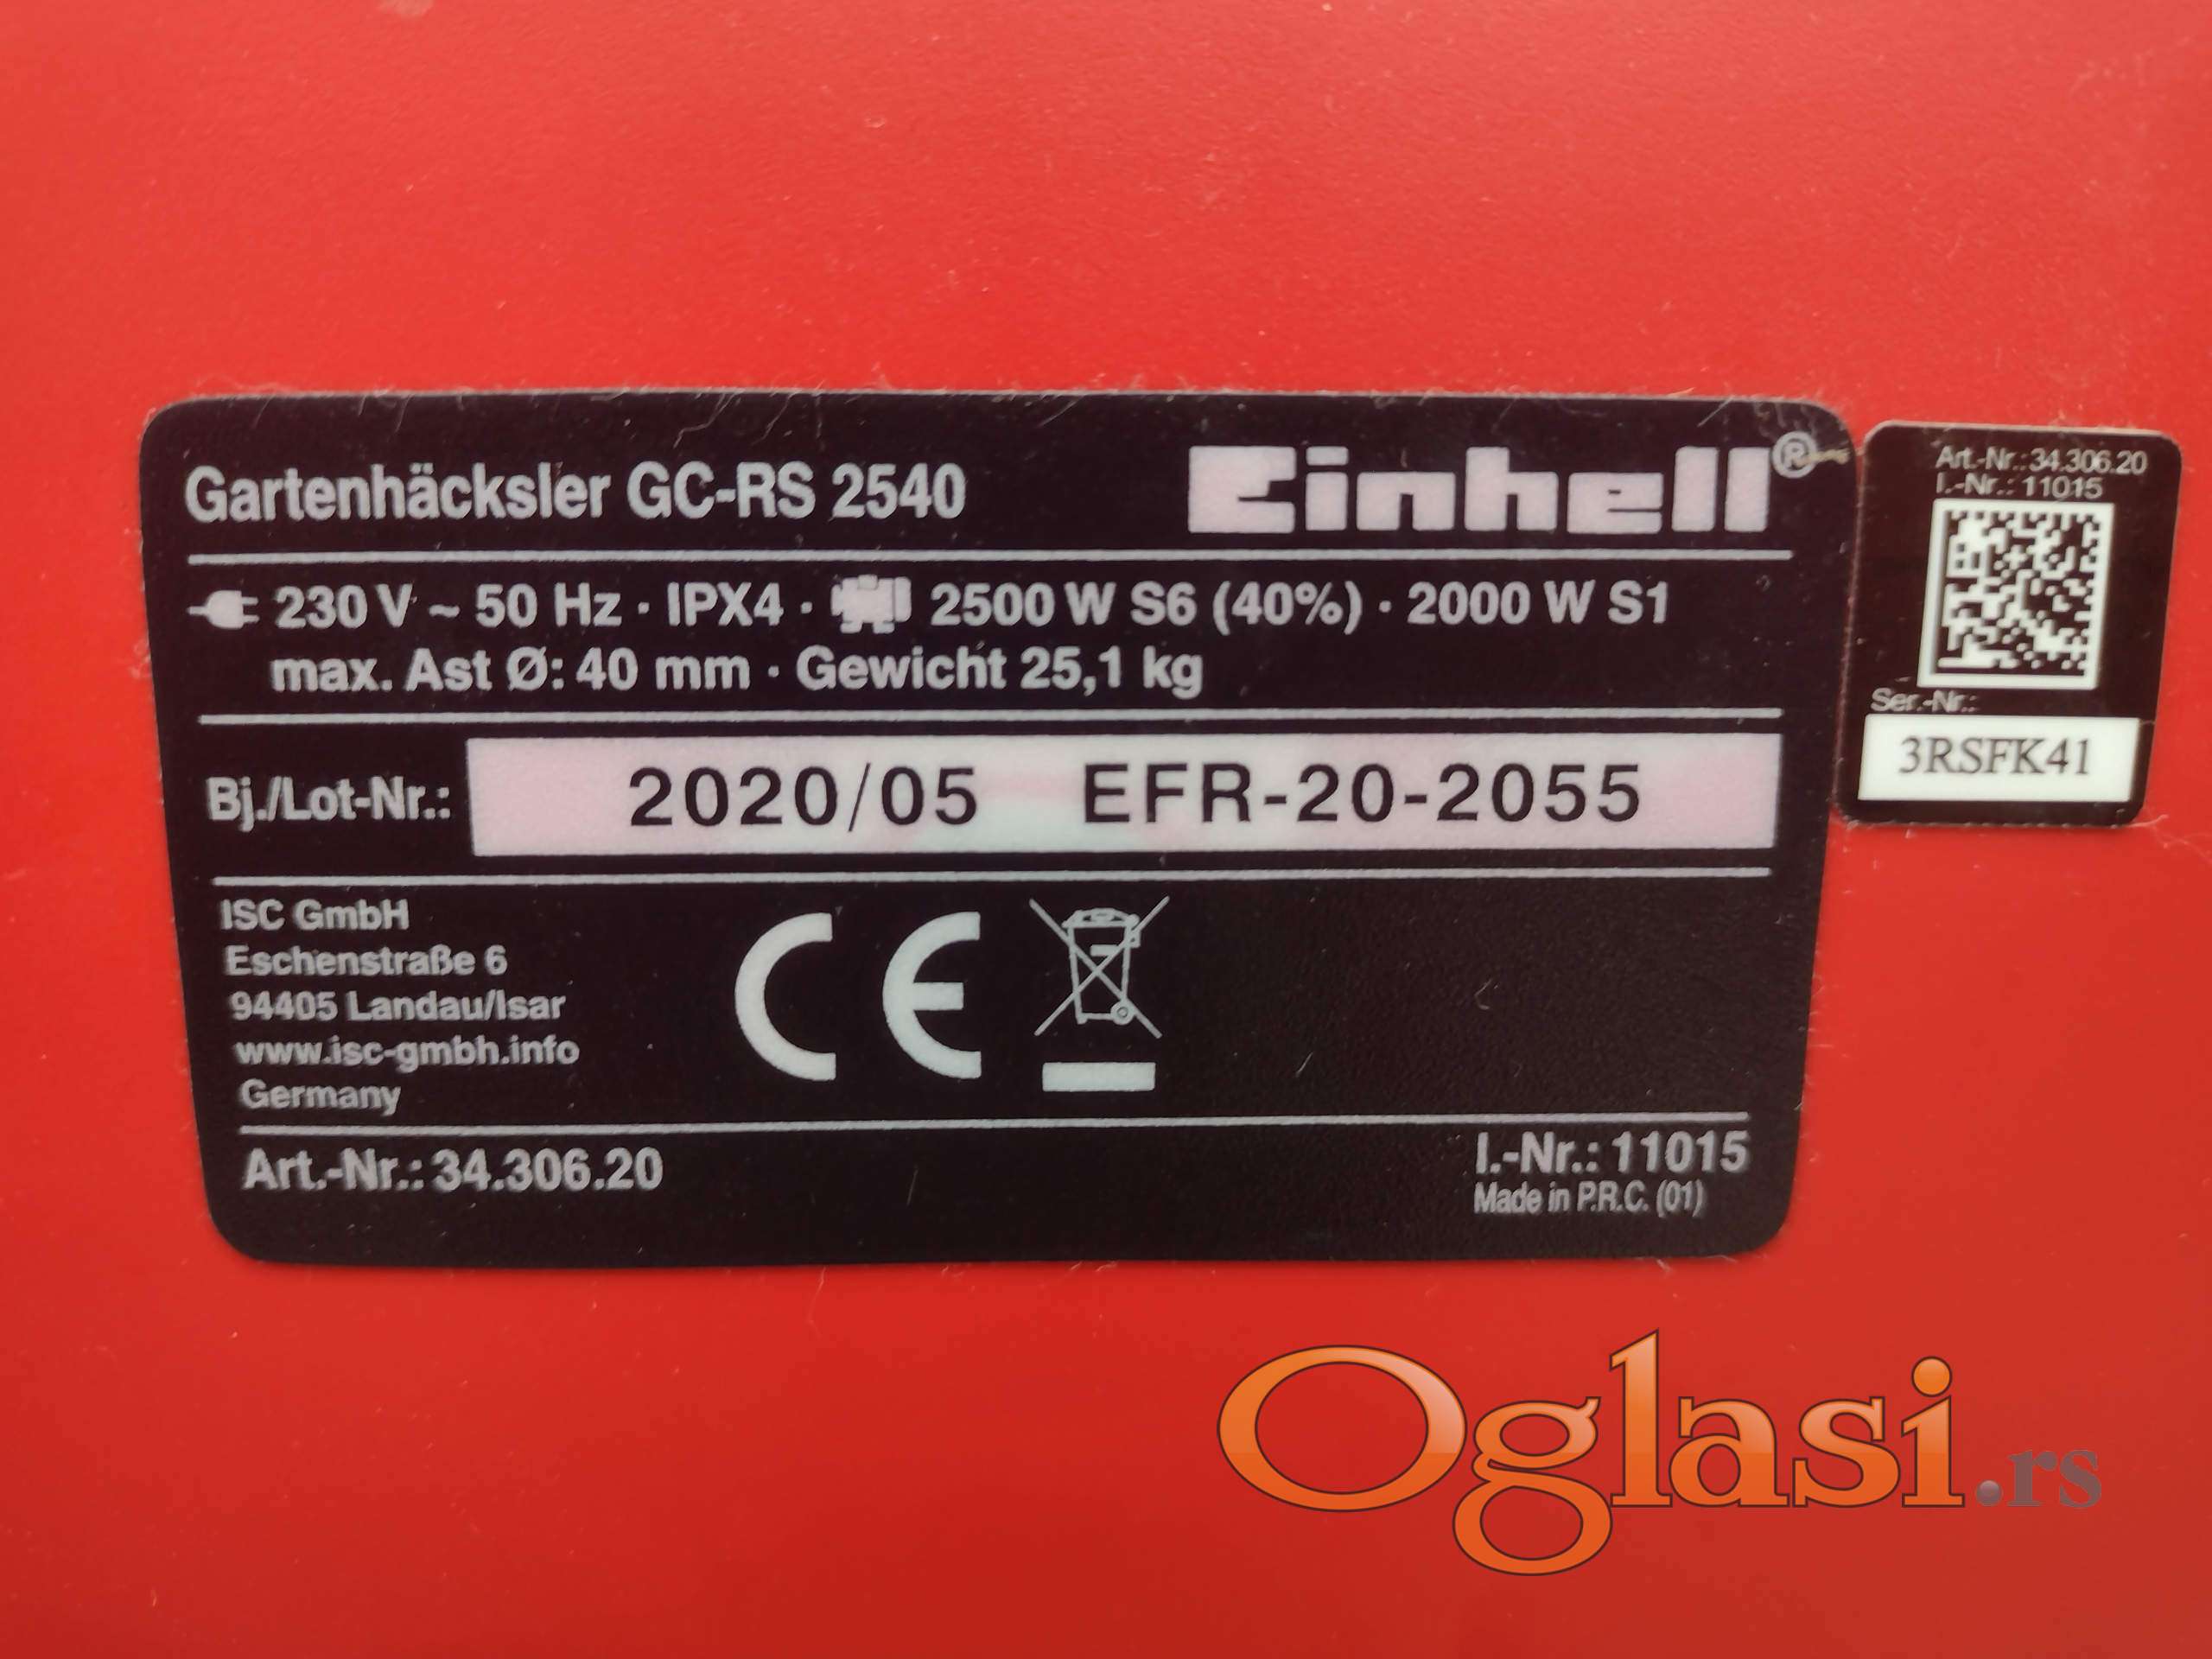 Gartenhäcksler GC-RS 2540
Einhell®
230 V ~ 50 Hz · IPX4 · 2500 W S6 (40%) · 2000 W S1
max. Ast Ø: 40 mm · Gewicht 25,1 kg
Bj./Lot-Nr.: 2020/05 EFR-20-2055
ISC GmbH
Eschenstraße 6
94405 Landau/Isar
www.isc-gmbh.info
Germany
CE
Art.-Nr.: 34.306.20
I.-Nr.: 11015
Made in P.R.C. (01)
Art.-Nr.: 34.306.20
I.-Nr.: 11015
Ser.-Nr.:
3RSFK41
Oglasi.rs